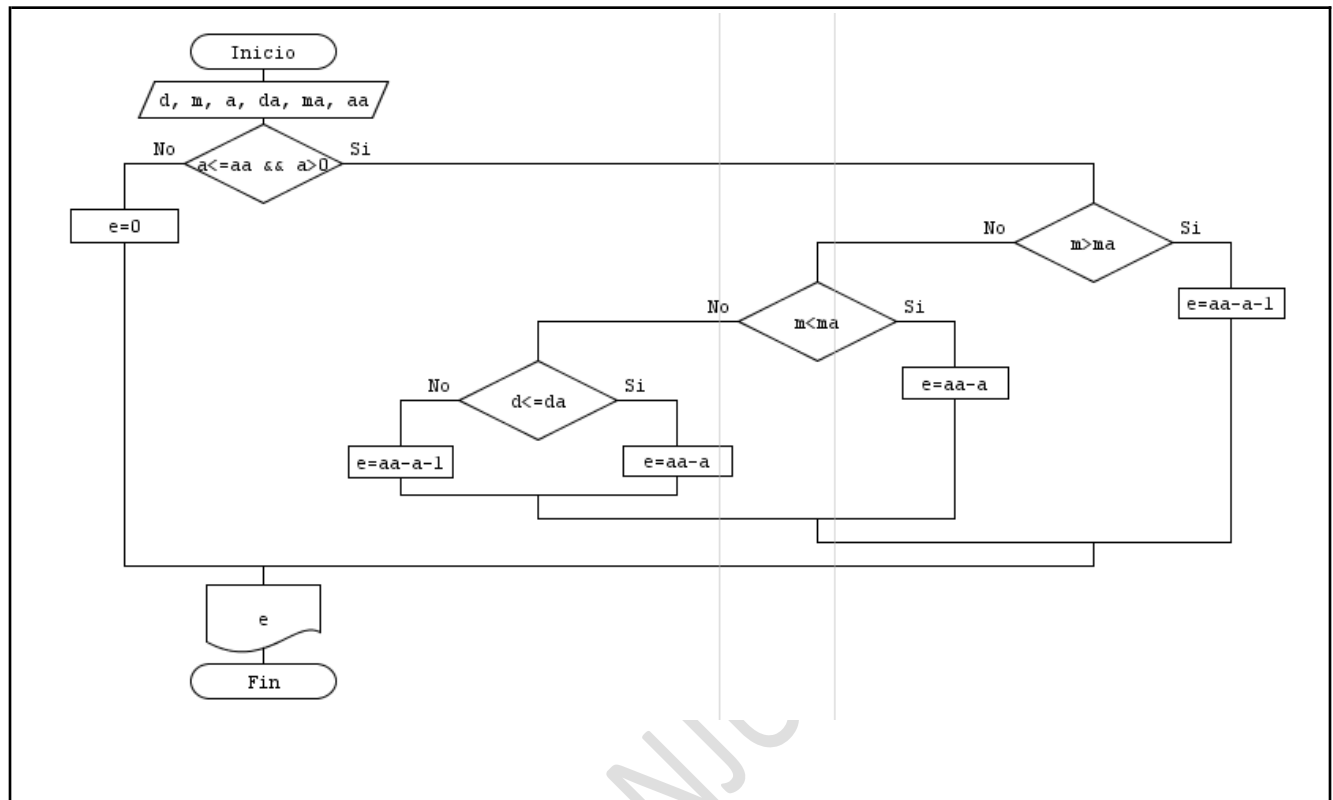 Inicio
d, m, a, da, ma, aa
No
a<=aa && a>0
Si
e=0
No
m>ma
Si
e=aa-a-1
No
m<ma
Si
e=aa-a
No
d<=da
Si
e=aa-a-1
e=aa-a
e
Fin